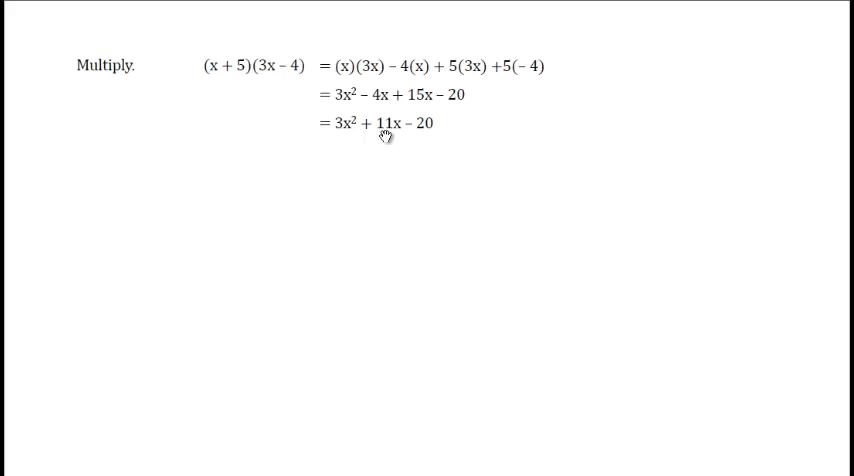 Multiply. (x + 5)(3x – 4) = (x)(3x) – 4(x) + 5(3x) +5(– 4)
= 3x² – 4x + 15x – 20
= 3x² + 11x – 20